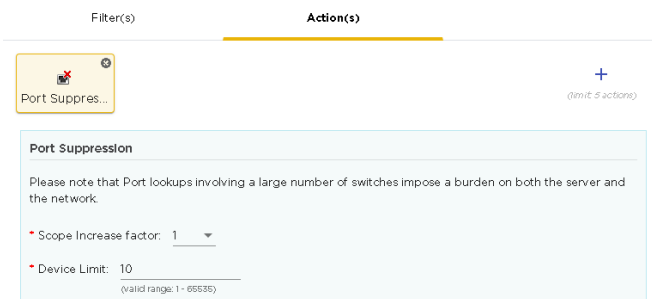 Filter(s) Action(s)
Port Suppres...
(limit 5 actions)
Port Suppression
Please note that Port lookups involving a large number of switches impose a burden on both the server and
the network.
* Scope Increase factor: 1
* Device Limit: 10
(valid range: 1 - 65535)